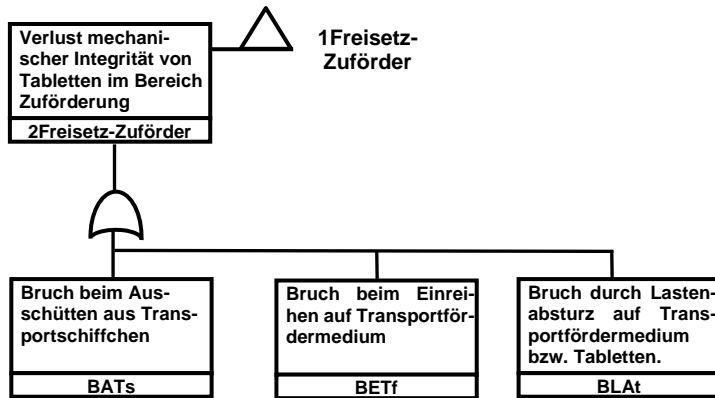 Verlust mechani-
scher Integrität von
Tabletten im Bereich
Zuförderung
2Freisetz-Zuförder
1Freisetz-
Zuförder
Bruch beim Aus-
schütten aus Trans-
portschiffchen
BATs
Bruch beim Einrei-
hen auf Transportför-
dermedium
BETf
Bruch durch Lasten-
absturz auf Trans-
portfördermedium
bzw. Tabletten.
BLAt